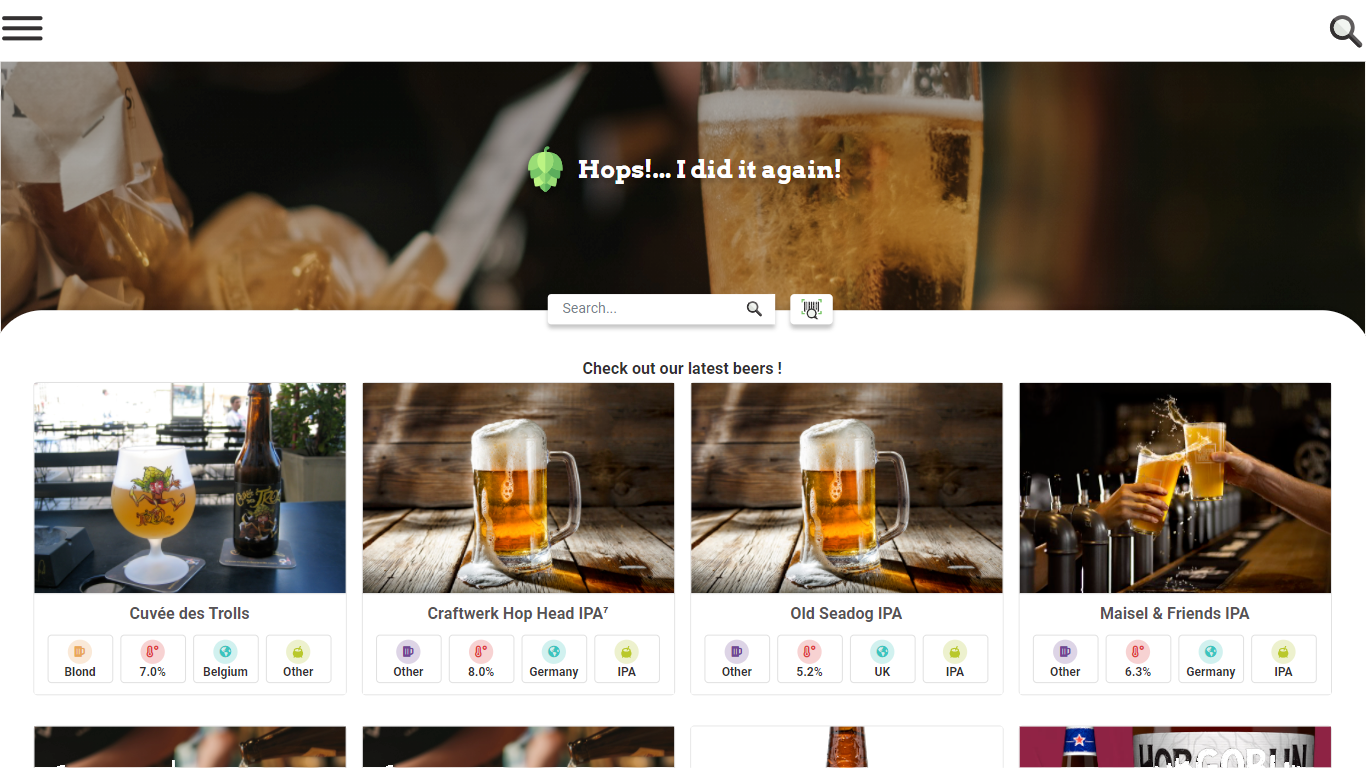 Hops!... I did it again!
Search...
Check out our latest beers !
Cuvée des Trolls
Blond
7.0%
Belgium
Other
Craftwerk Hop Head IPA⁷
Other
8.0%
Germany
IPA
Old Seadog IPA
Other
5.2%
UK
IPA
Maisel & Friends IPA
Other
6.3%
Germany
IPA
HOBGOBLIN